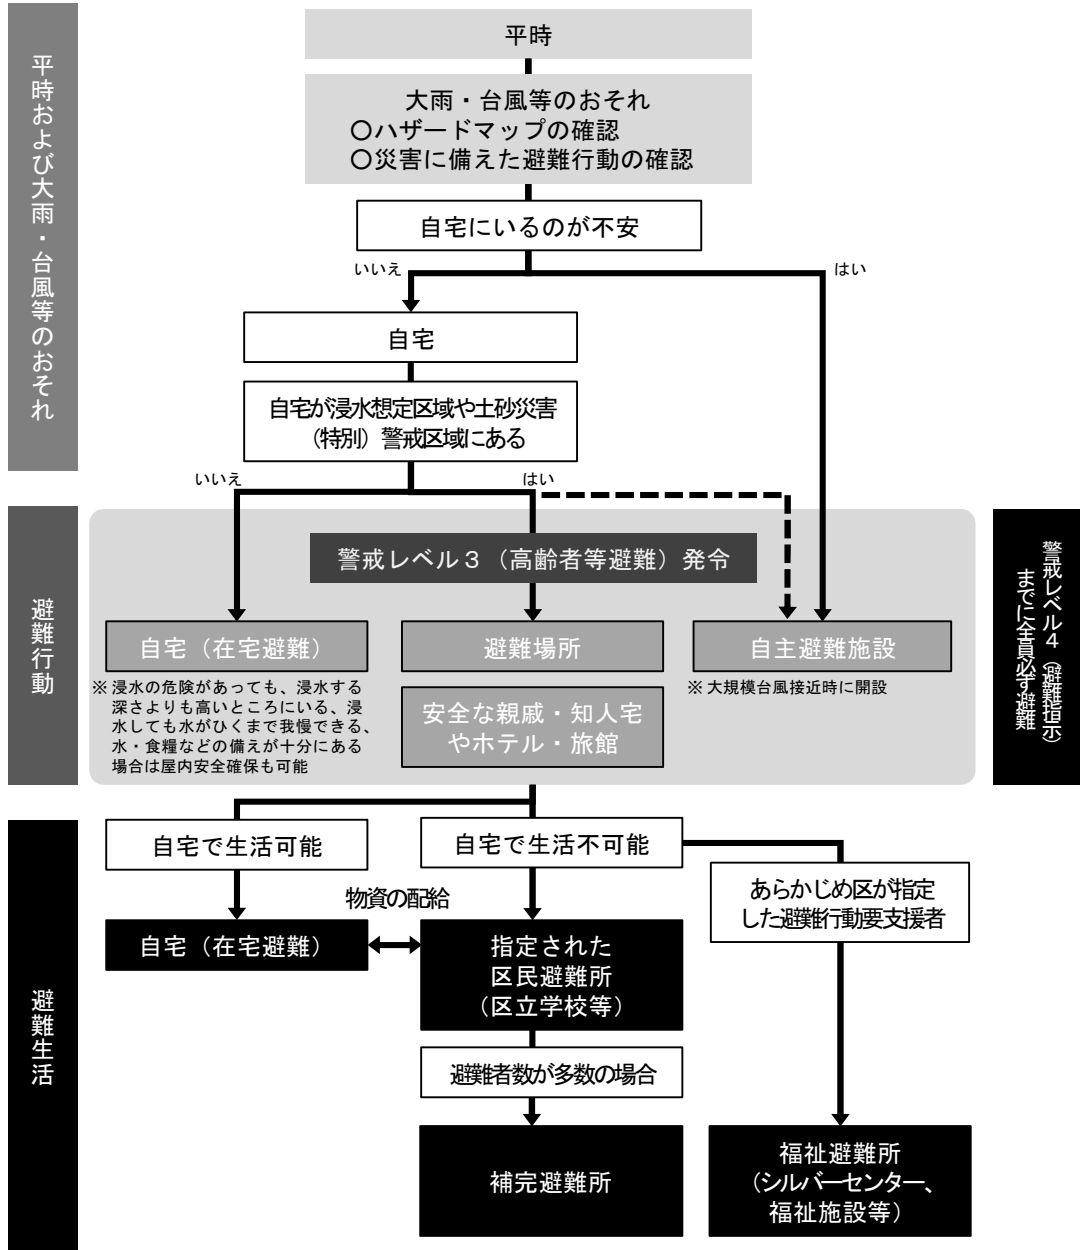 平時および大雨・台風等のおそれ
平時
大雨・台風等のおそれ
〇ハザードマップの確認
〇災害に備えた避難行動の確認
自宅にいるのが不安
いいえ
はい
自宅
自宅が浸水想定区域や土砂災害
（特別）警戒区域にある
いいえ
はい
避難行動
警戒レベル３（高齢者等避難）発令
警戒レベル４（避難指示）
までに全員必ず避難
自宅（在宅避難）
避難場所
自主避難施設
※浸水の危険があっても、浸水する
深さよりも高いところにいる、浸
水しても水がひくまで我慢できる、
水・食糧などの備えが十分にある
場合は屋内安全確保も可能
安全な親戚・知人宅
やホテル・旅館
※大規模台風接近時に開設
避難生活
自宅で生活可能
自宅で生活不可能
あらかじめ区が指定
した避難行動要支援者
物資の配給
自宅（在宅避難）
指定された
区民避難所
（区立学校等）
避難者数が多数の場合
補完避難所
福祉避難所
（シルバーセンター、
福祉施設等）